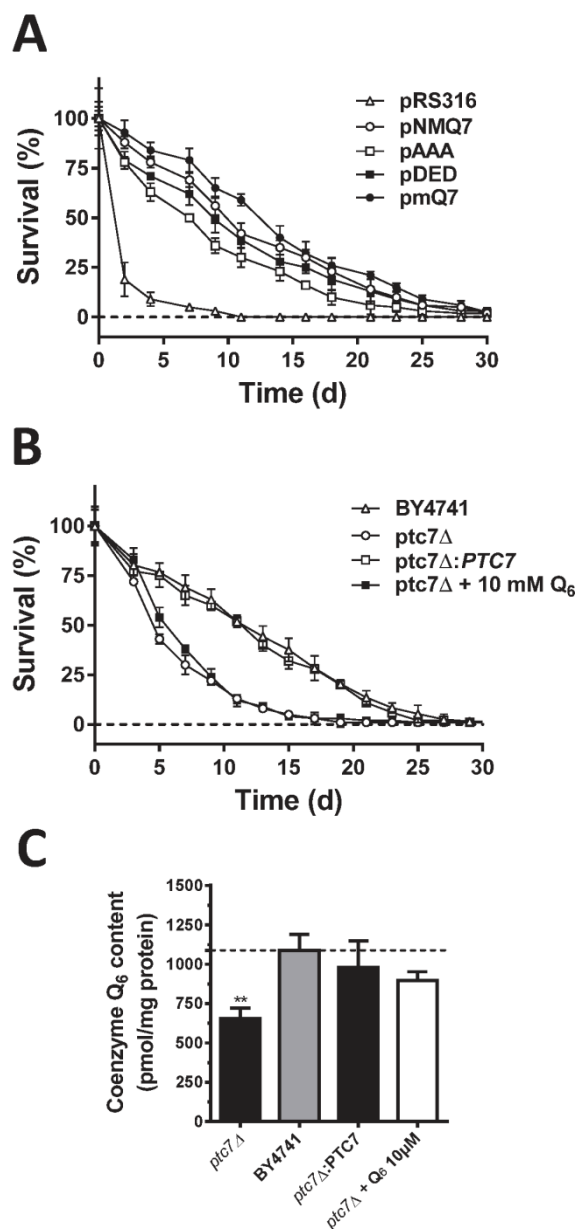 A
Survival (%)
100
75
50
25
0
0 5 10 15 20 25 30
Time (d)
pRS316
pNMQ7
pAAA
pDED
pmQ7
B
Survival (%)
100
75
50
25
0
0 5 10 15 20 25 30
Time (d)
BY4741
ptc7Δ
ptc7Δ:PTC7
ptc7Δ + 10 mM Q₆
C
Coenzyme Q₆ content
(pmol/mg protein)
1500
1250
1000
750
500
250
0
**
ptc7Δ
BY4741
ptc7Δ:PTC7
ptc7Δ + Q₆ 10µM